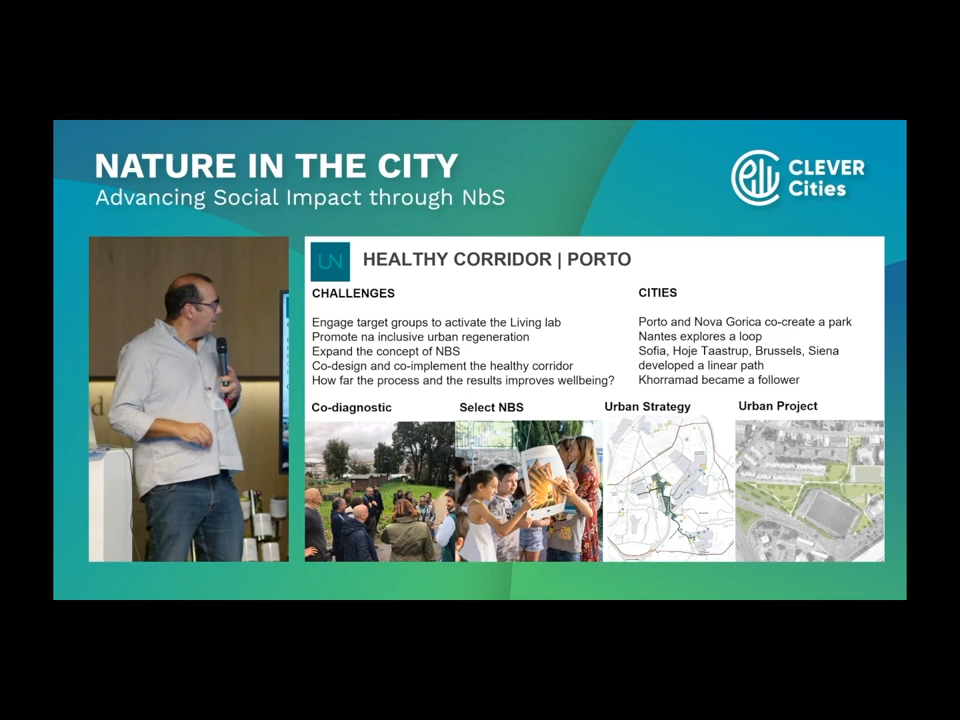 NATURE IN THE CITY
Advancing Social Impact through NbS
CLEVER
Cities
UN
HEALTHY CORRIDOR | PORTO
CHALLENGES
Engage target groups to activate the Living lab
Promote na inclusive urban regeneration
Expand the concept of NBS
Co-design and co-implement the healthy corridor
How far the process and the results improves wellbeing?
CITIES
Porto and Nova Gorica co-create a park
Nantes explores a loop
Sofia, Hoje Taastrup, Brussels, Siena
developed a linear path
Khorramad became a follower
Co-diagnostic
Select NBS
Urban Strategy
Urban Project
d